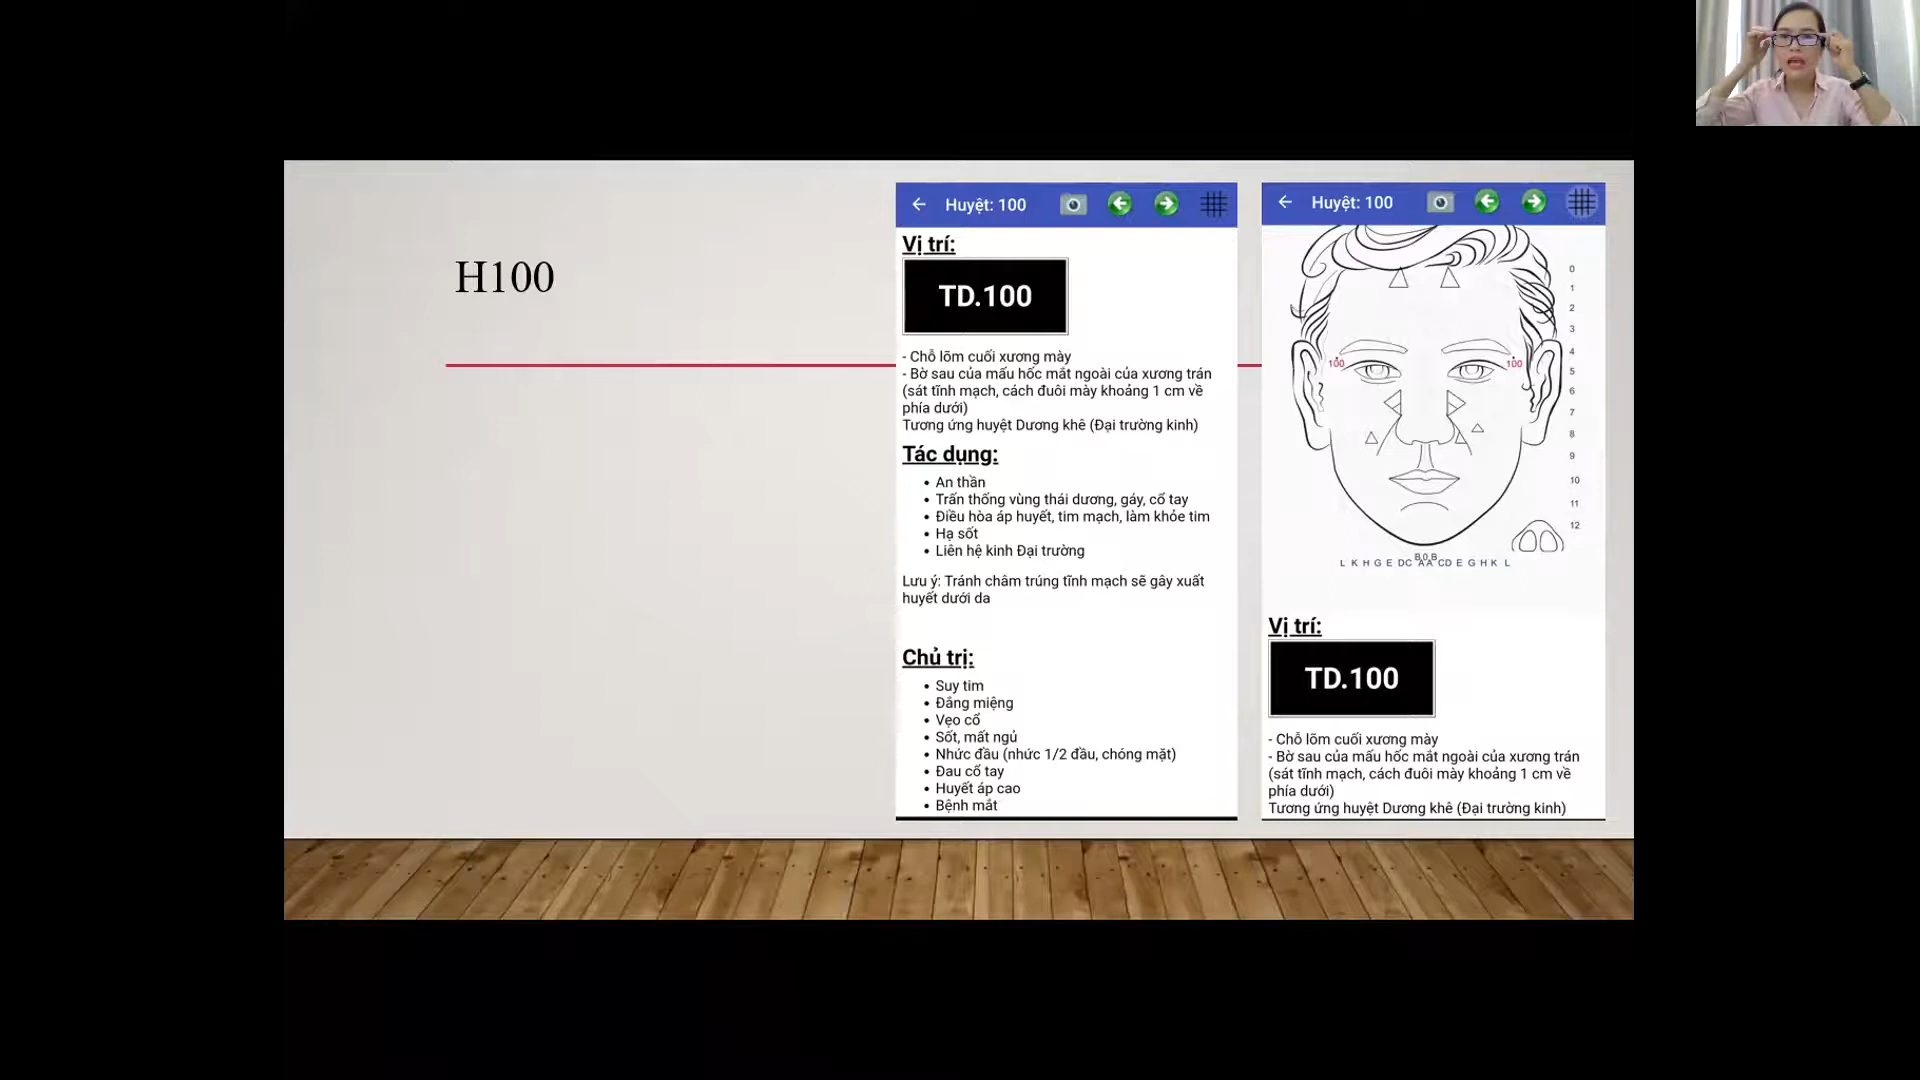 H100
Huyệt: 100
Vị trí:
TD.100
- Chỗ lõm cuối xương mày
- Bờ sau của mấu hốc mắt ngoài của xương trán
(sát tĩnh mạch, cách đuôi mày khoảng 1 cm về
phía dưới)
Tương ứng huyệt Dương khê (Đại trường kinh)
Tác dụng:
• An thần
• Trấn thống vùng thái dương, gáy, cổ tay
• Điều hòa áp huyết, tim mạch, làm khỏe tim
• Hạ sốt
• Liên hệ kinh Đại trường
Lưu ý: Tránh châm trúng tĩnh mạch sẽ gây xuất
huyết dưới da
Chủ trị:
• Suy tim
• Đắng miệng
• Vẹo cổ
• Sốt, mất ngủ
• Nhức đầu (nhức 1/2 đầu, chóng mặt)
• Đau cổ tay
• Huyết áp cao
• Bệnh mắt
Huyệt: 100
0
1
2
3
4
100 100
5
6
7
8
9
10
11
12
B 0 B
L K H G E D C A A C D E G H K L
Vị trí:
TD.100
- Chỗ lõm cuối xương mày
- Bờ sau của mấu hốc mắt ngoài của xương trán
(sát tĩnh mạch, cách đuôi mày khoảng 1 cm về
phía dưới)
Tương ứng huyệt Dương khê (Đại trường kinh)